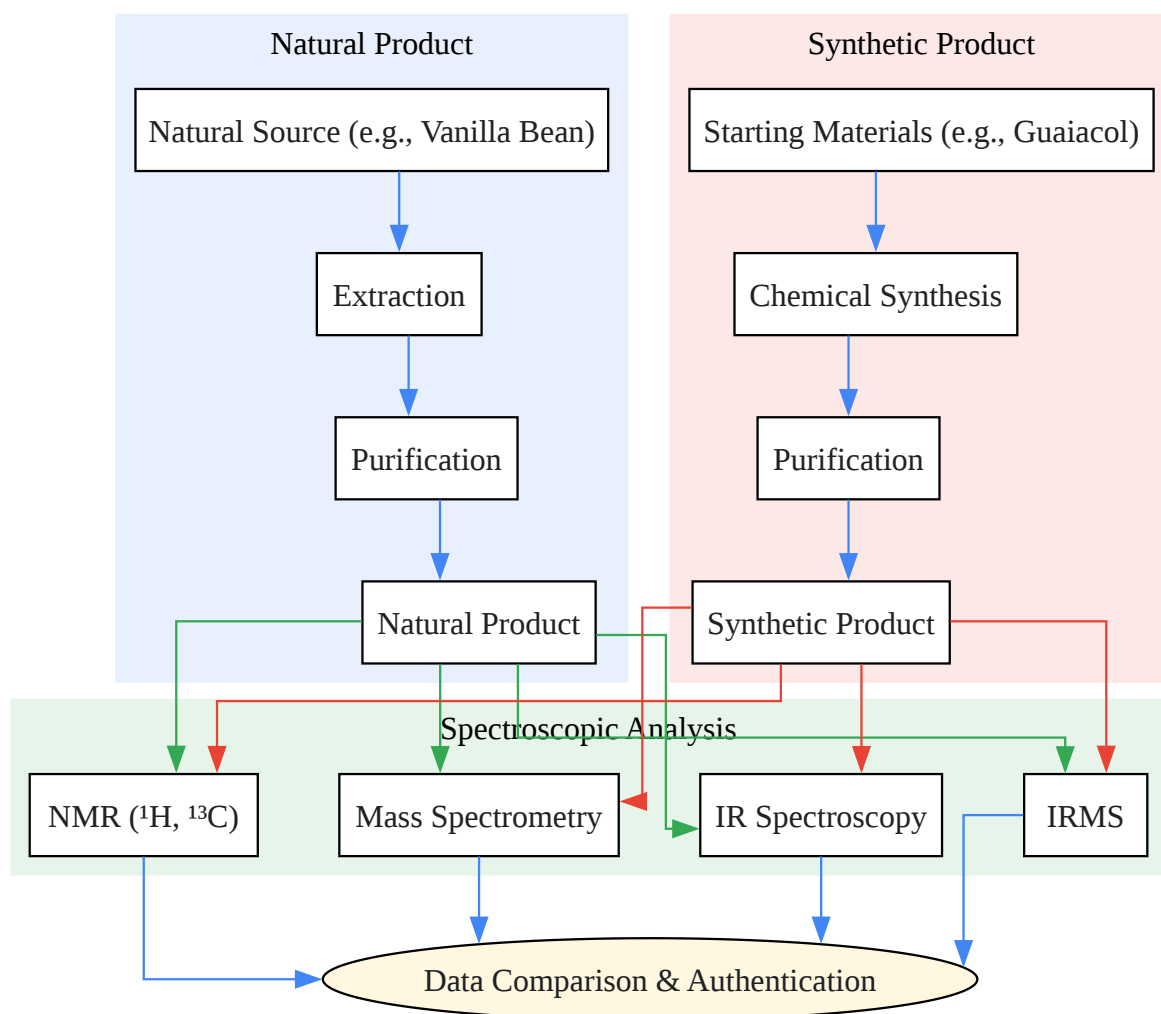 Natural Product
Synthetic Product
Natural Source (e.g., Vanilla Bean)
Starting Materials (e.g., Guaiacol)
Extraction
Chemical Synthesis
Purification
Purification
Natural Product
Synthetic Product
Spectroscopic Analysis
NMR (¹H, ¹³C)
Mass Spectrometry
IR Spectroscopy
IRMS
Data Comparison & Authentication